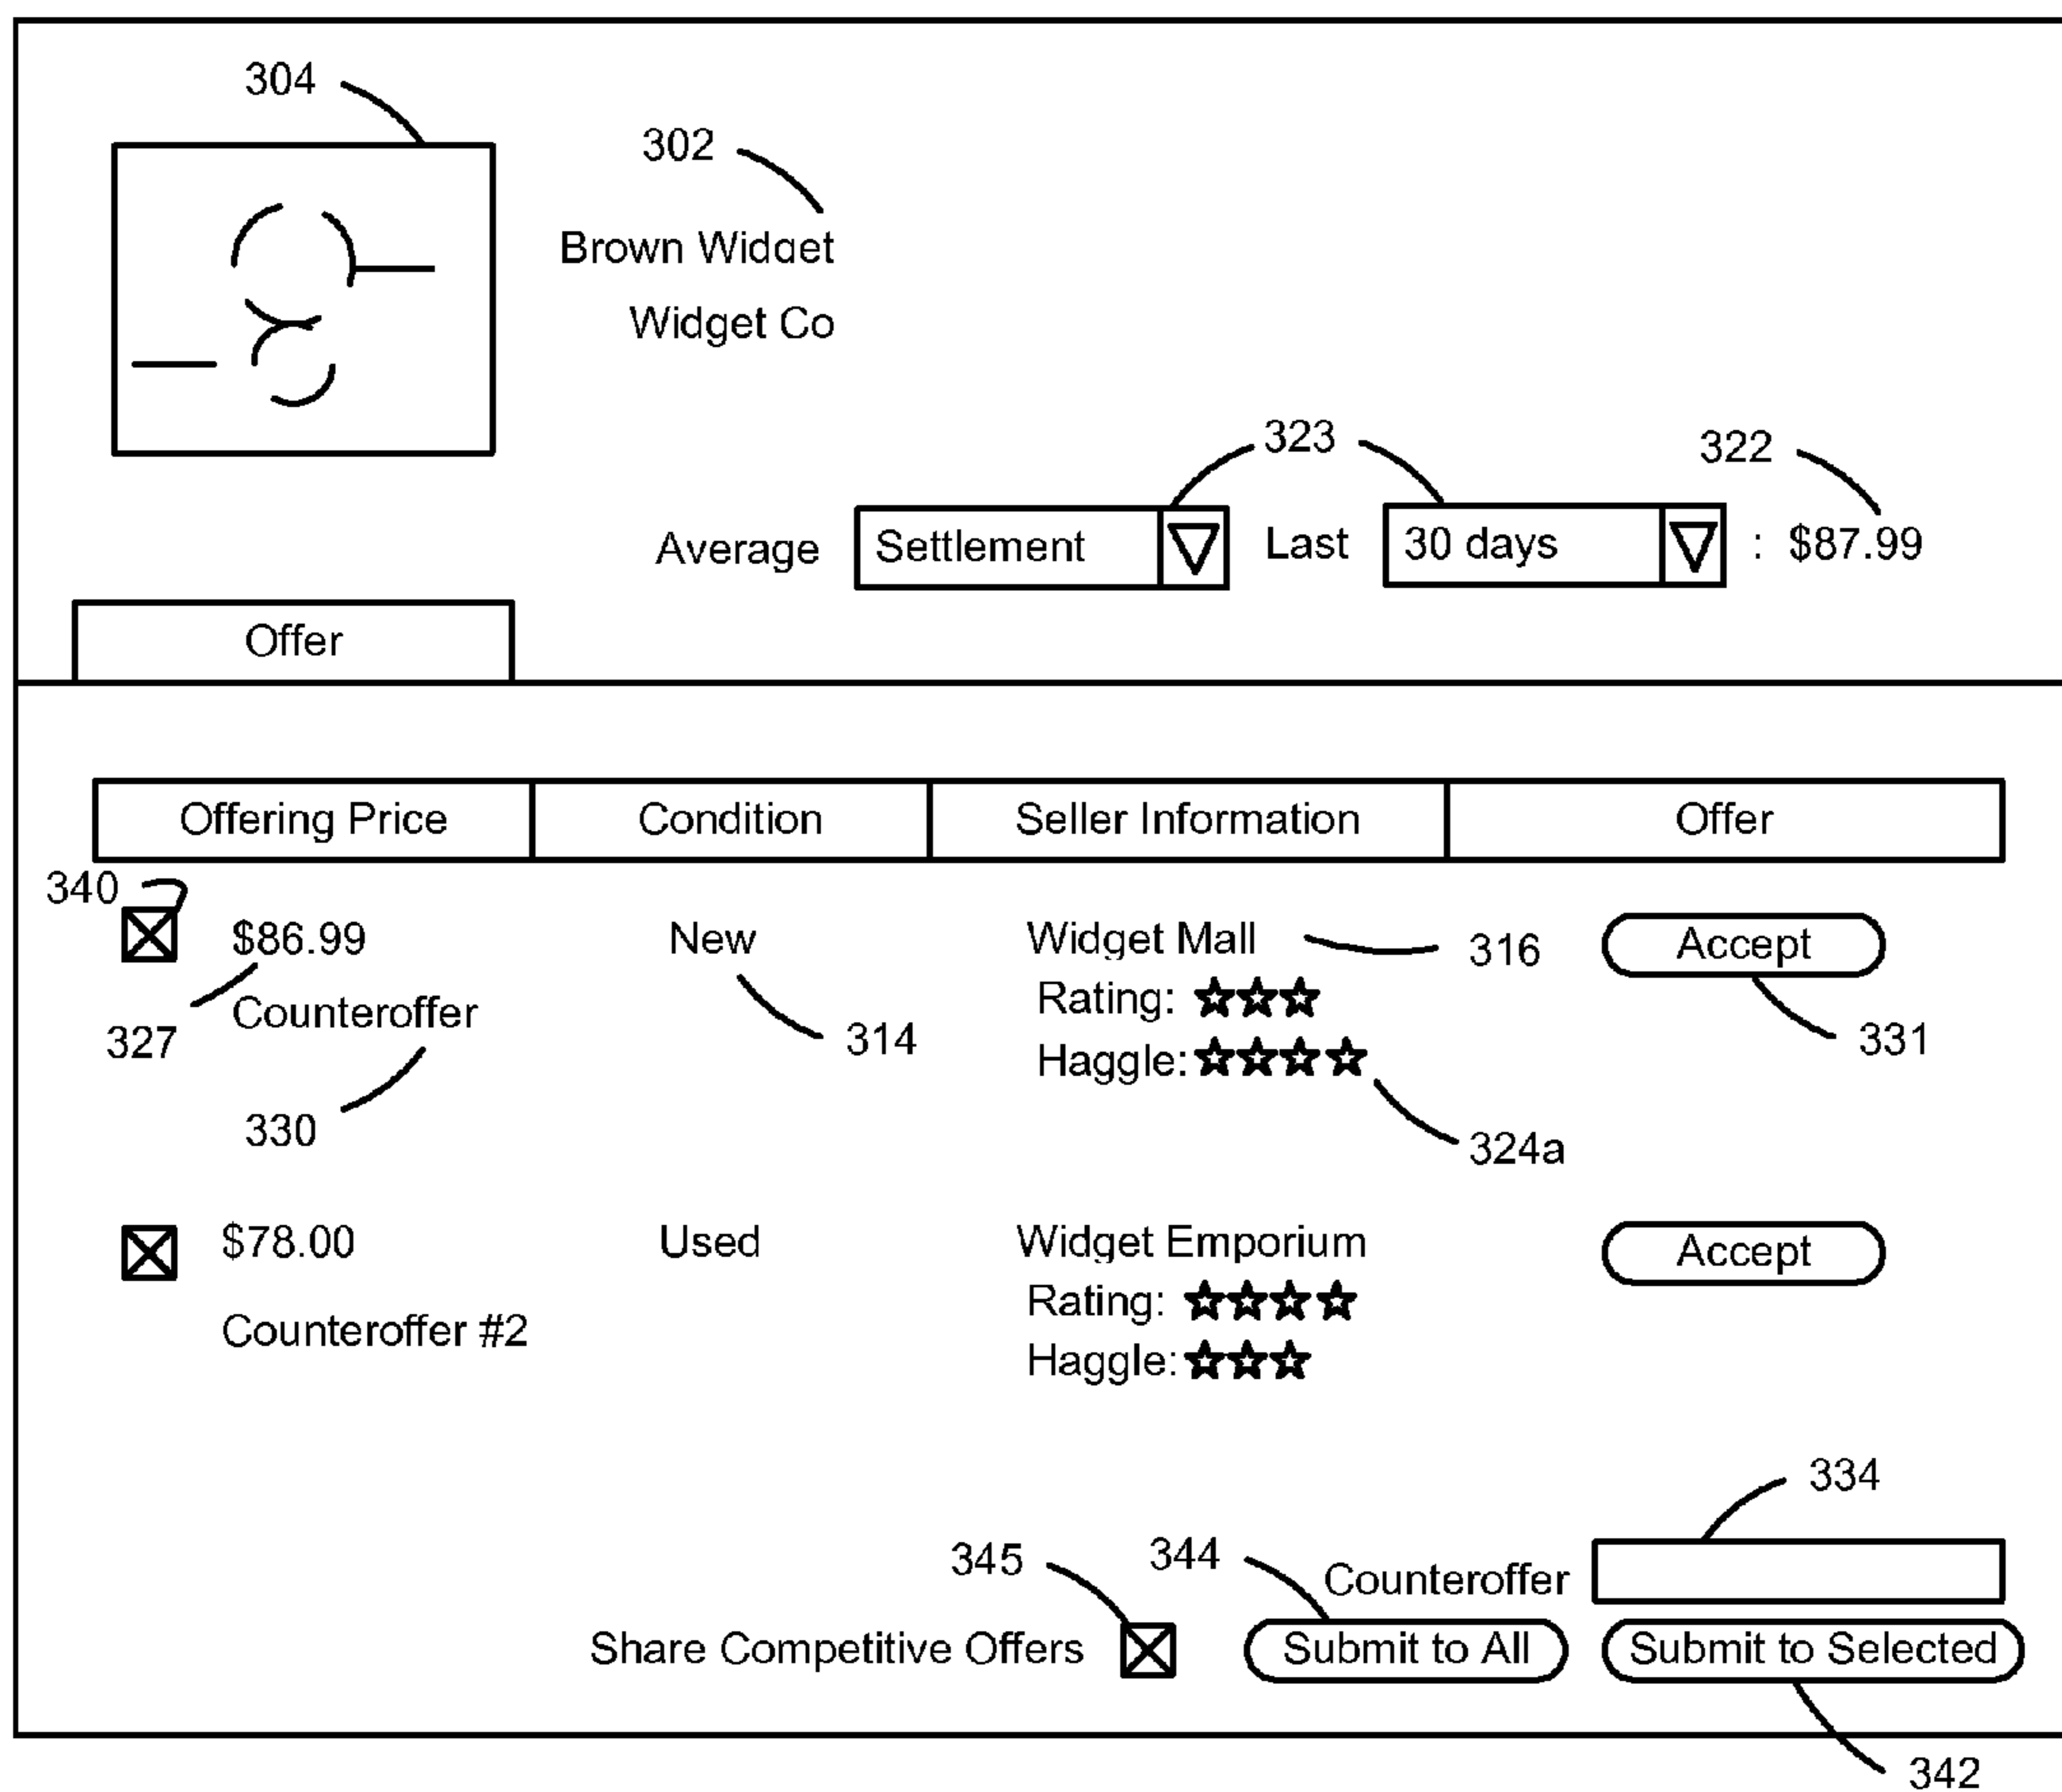 304
302
Brown Widget
Widget Co
323
322
Average Settlement Last 30 days : $87.99
Offer
Offering Price Condition Seller Information Offer
340
$86.99 New Widget Mall 316 Accept
Rating:
327 Counteroffer 314 Haggle: 331
330 324a
$78.00 Used Widget Emporium Accept
Rating:
Counteroffer #2
Haggle:
334
345 344 Counteroffer
Share Competitive Offers Submit to All Submit to Selected
342